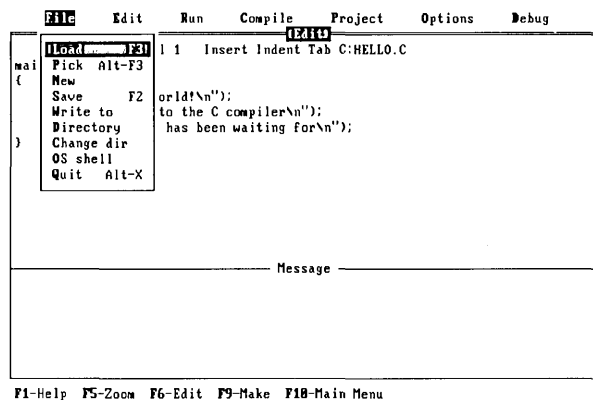 File Edit Run Compile Project Options Debug
Edit
Load F3 l 1 Insert Indent Tab C:HELLO.C
mai Pick Alt-F3
{ New
Save F2 orld!\n");
Write to to the C compiler\n");
Directory has been waiting for\n");
} Change dir
OS shell
Quit Alt-X
Message
F1-Help F5-Zoom F6-Edit F9-Make F10-Main Menu